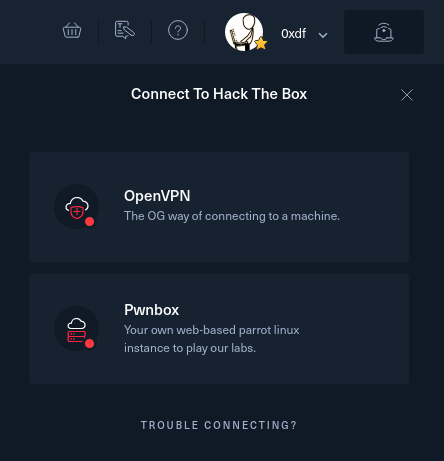 0xdf
Connect To Hack The Box
OpenVPN
The OG way of connecting to a machine.
Pwnbox
Your own web-based parrot linux
instance to play our labs.
TROUBLE CONNECTING?